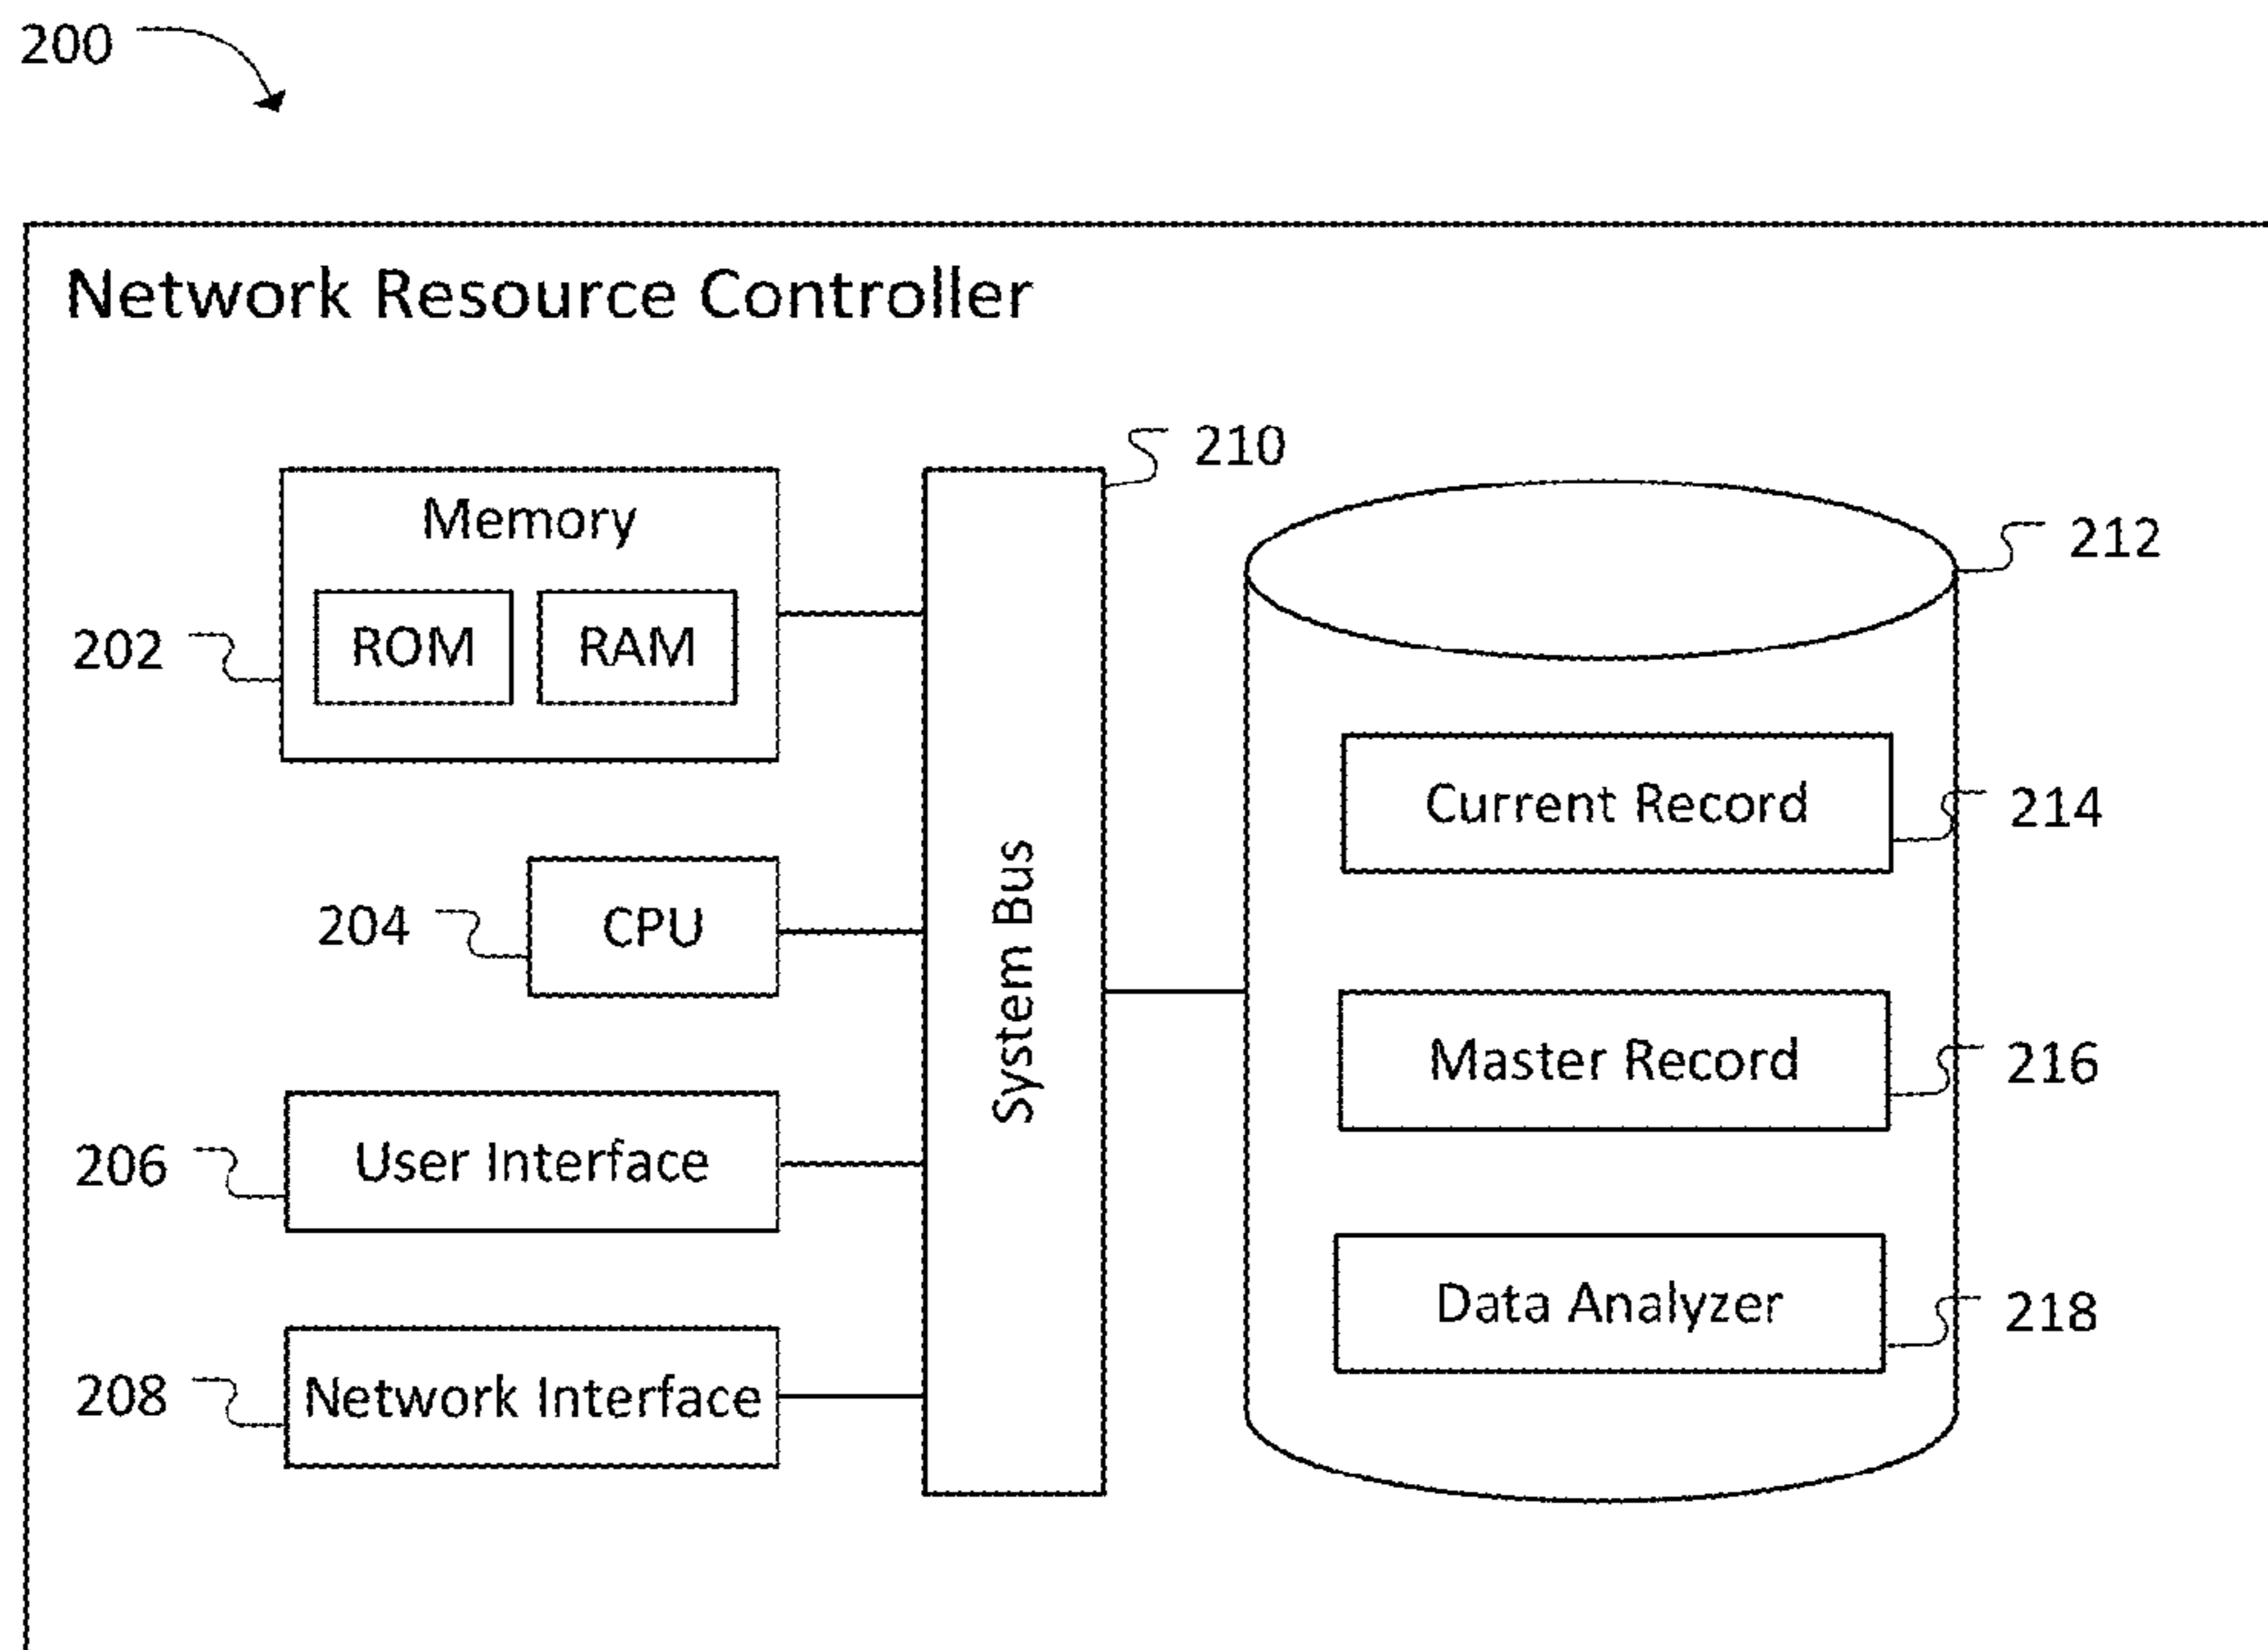 200
Network Resource Controller
210
Memory
212
ROM RAM
202
Current Record
214
204
CPU
System Bus
Master Record
216
206
User Interface
Data Analyzer
218
208
Network Interface